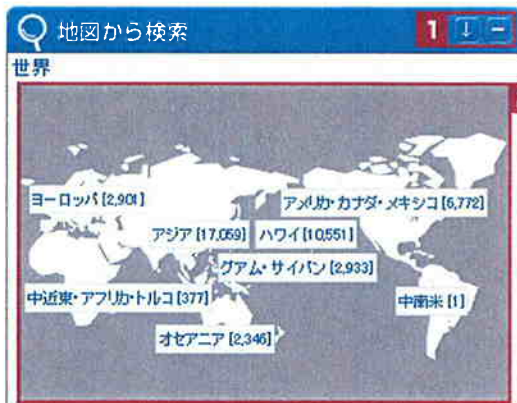 地図から検索 1 ↓ −
世界
ヨーロッパ [2,901]
アメリカ・カナダ・メキシコ [6,772]
アジア [17,059] ハワイ [10,551]
グアム・サイパン [2,933]
中近東・アフリカ・トルコ [377]
中南米 [1]
オセアニア [2,346]